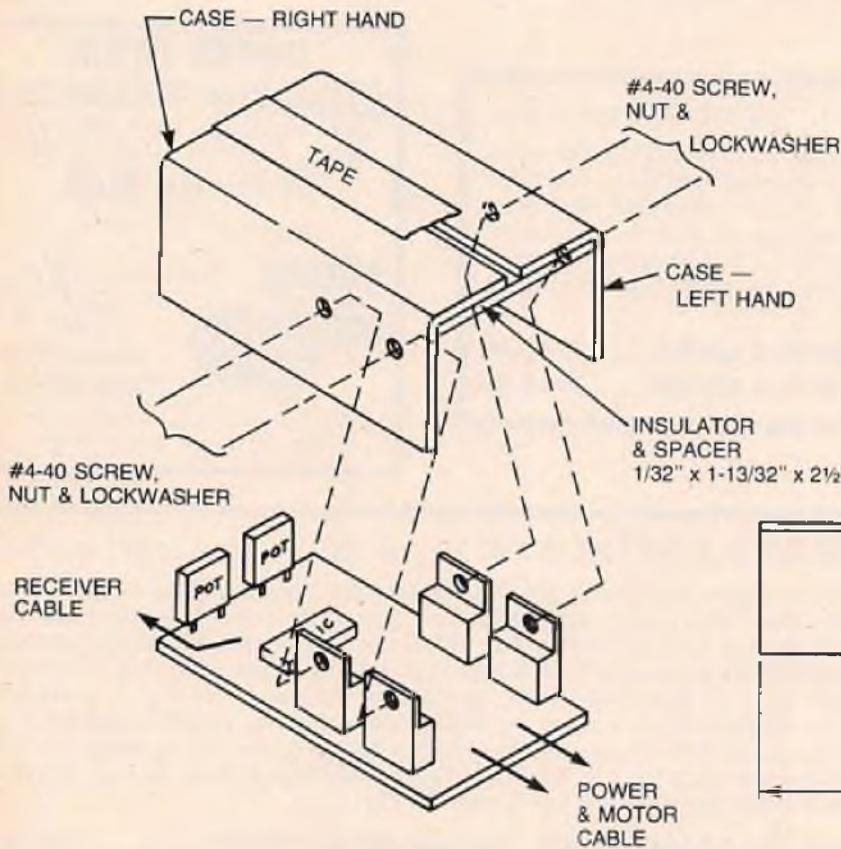 CASE — RIGHT HAND
#4-40 SCREW,
NUT &
LOCKWASHER
TAPE
CASE —
LEFT HAND
INSULATOR
& SPACER
1/32" x 1-13/32" x 2½
#4-40 SCREW,
NUT & LOCKWASHER
POT
POT
RECEIVER
CABLE
IC
POWER
& MOTOR
CABLE